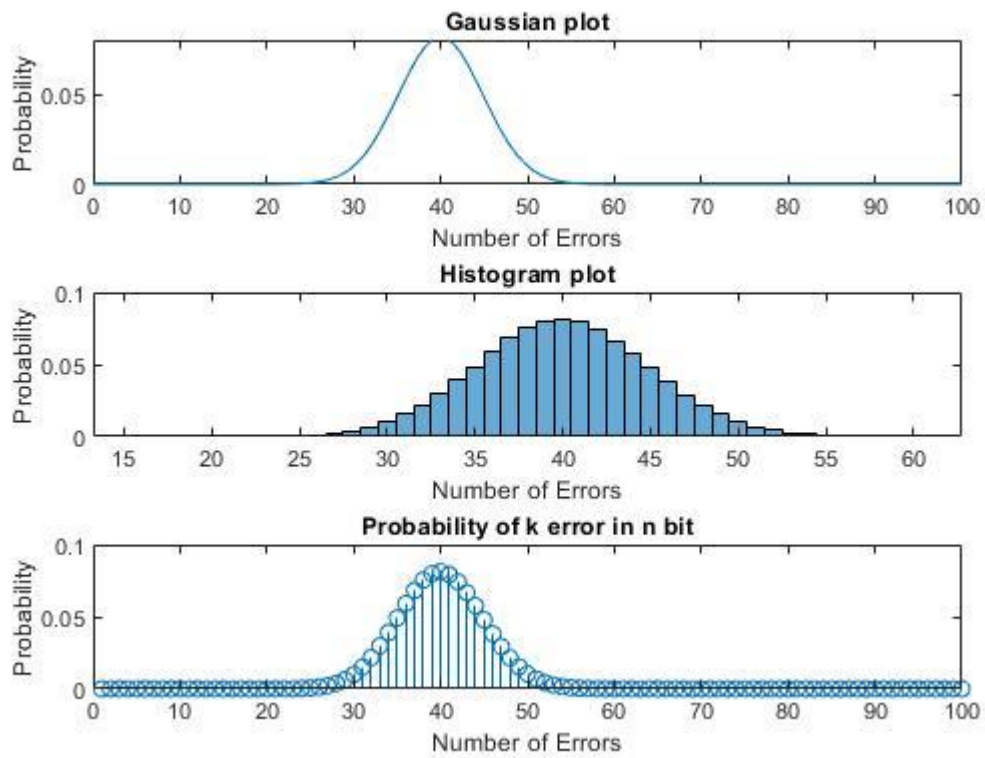 Gaussian plot
Probability
0.05
0
0 10 20 30 40 50 60 70 80 90 100
Number of Errors
Histogram plot
Probability
0.1
0.05
0
15 20 25 30 35 40 45 50 55 60
Number of Errors
Probability of k error in n bit
Probability
0.1
0.05
0
0 10 20 30 40 50 60 70 80 90 100
Number of Errors